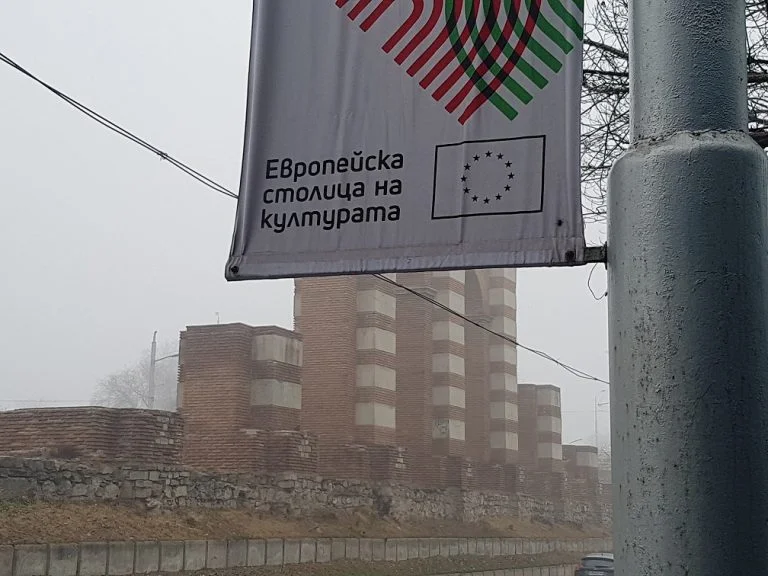 Европейска
столица на
културата